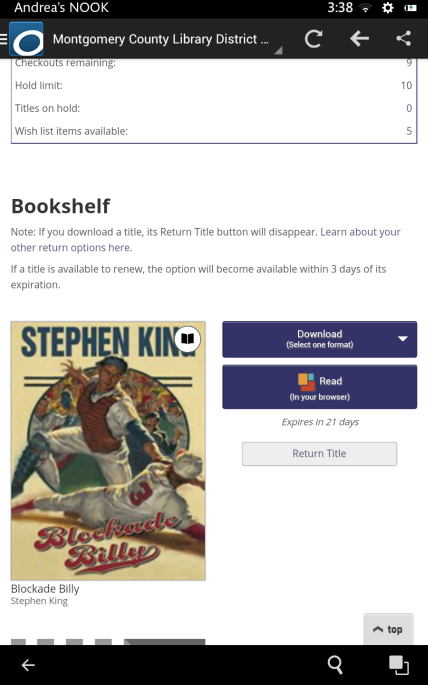 Andrea's NOOK 3:38
Montgomery County Library District ...
Checkouts remaining: 9
Hold limit: 10
Titles on hold: 0
Wish list items available: 5
Bookshelf
Note: If you download a title, its Return Title button will disappear. Learn about your
other return options here.
If a title is available to renew, the option will become available within 3 days of its
expiration.
STEPHEN KING
3
Blockade
Billy
Download
(Select one format)
Read
(In your browser)
Expires in 21 days
Return Title
Blockade Billy
Stephen King
top